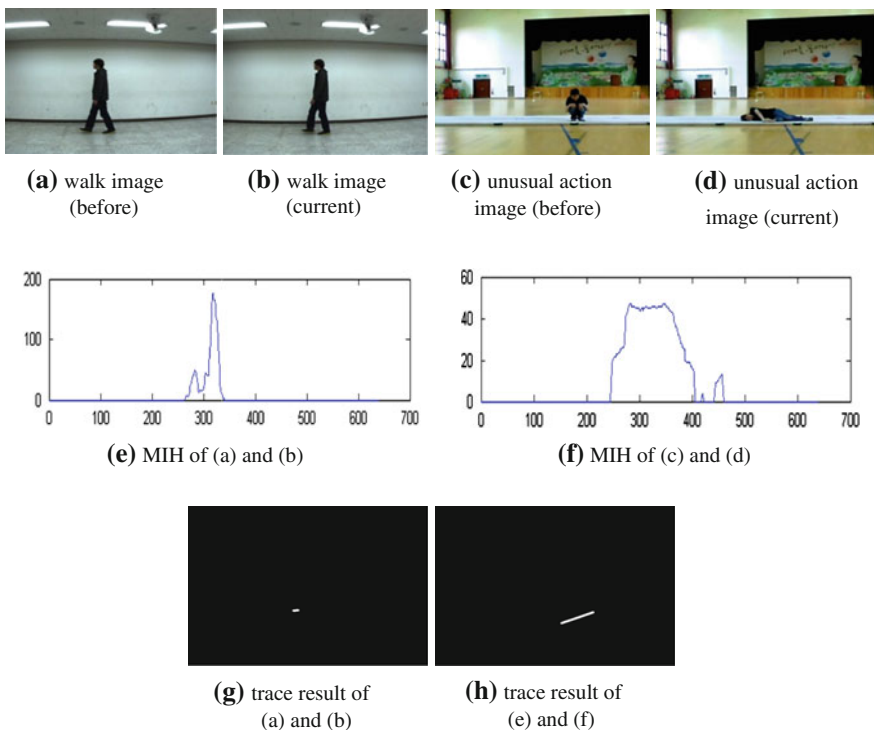 (a) walk image
(before)
(b) walk image
(current)
(c) unusual action
image (before)
(d) unusual action
image (current)
200
100
0
0 100 200 300 400 500 600 700
(e) MIH of (a) and (b)
60
40
20
0
0 100 200 300 400 500 600 700
(f) MIH of (c) and (d)
(g) trace result of
(a) and (b)
(h) trace result of
(e) and (f)